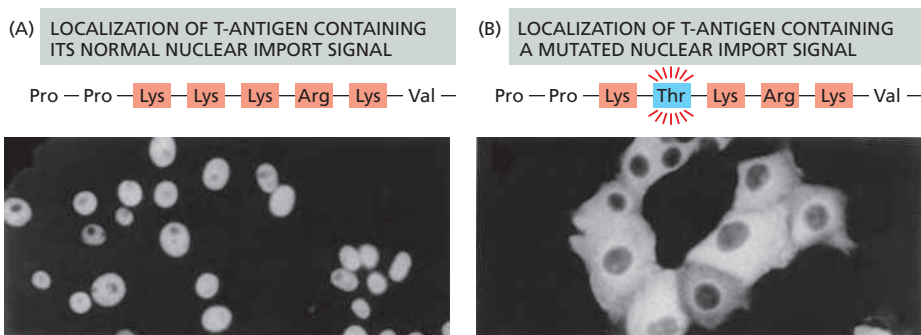 (A) LOCALIZATION OF T-ANTIGEN CONTAINING
ITS NORMAL NUCLEAR IMPORT SIGNAL
Pro — Pro — Lys — Lys — Lys — Arg — Lys — Val —
(B) LOCALIZATION OF T-ANTIGEN CONTAINING
A MUTATED NUCLEAR IMPORT SIGNAL
Pro — Pro — Lys — Thr — Lys — Arg — Lys — Val —